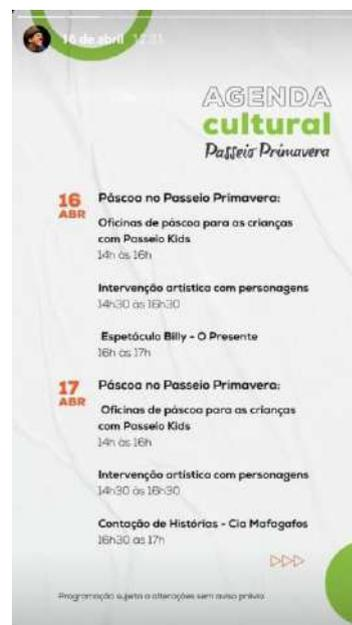 16 de abril 12:31
AGENDA
cultural
Passeio Primavera
16
ABR
Páscoa no Passeio Primavera:
Oficinas de páscoa para as crianças
com Passeio Kids
14h às 16h
Intervenção artística com personagens
14h30 às 16h30
Espetáculo Billy - O Presente
16h às 17h
17
ABR
Páscoa no Passeio Primavera:
Oficinas de páscoa para as crianças
com Passeio Kids
14h às 16h
Intervenção artística com personagens
14h30 às 16h30
Contação de Histórias - Cia Mafagafos
16h30 às 17h
Programação sujeita a alterações sem aviso prévio.